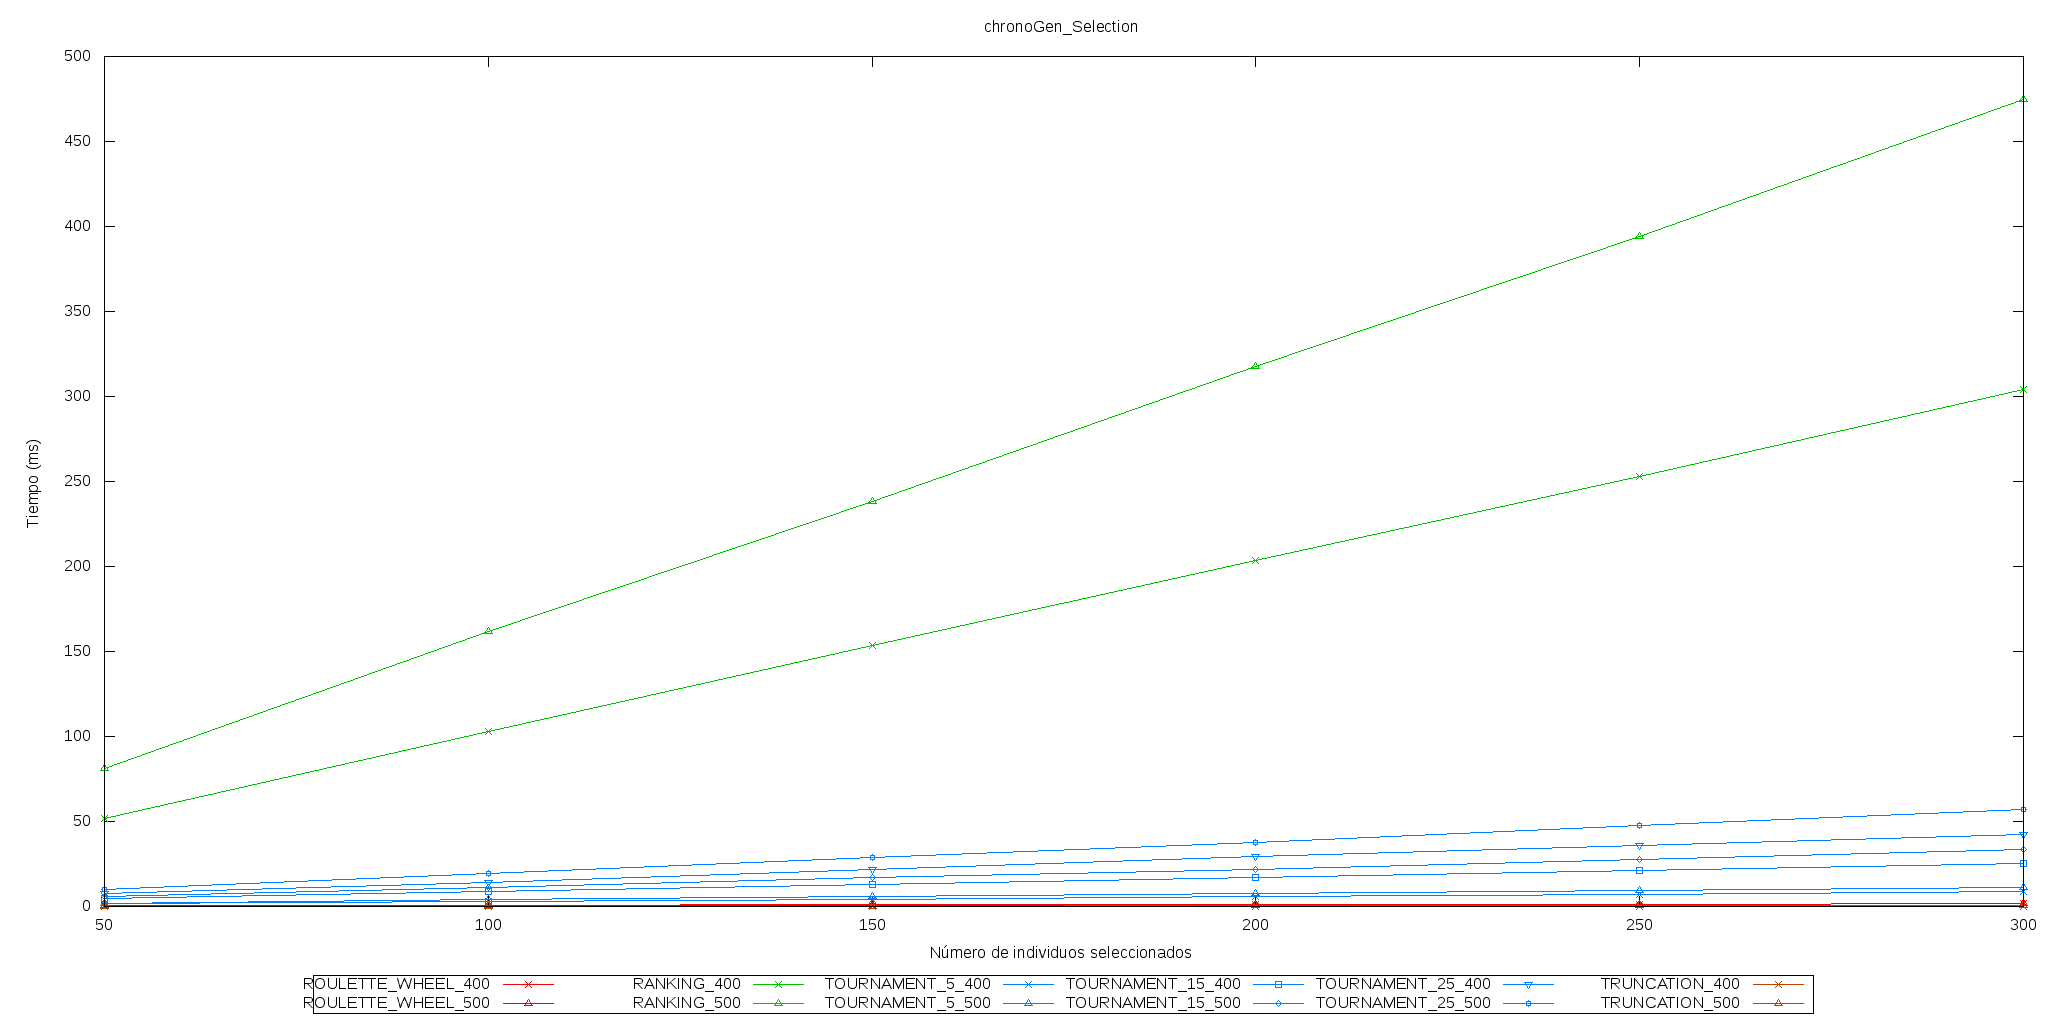 chronoGen_Selection
500
450
400
350
300
250
200
150
100
50
0
Tiempo (ms)
50 100 150 200 250 300
Número de individuos seleccionados
ROULETTE_WHEEL_400 RANKING_400 TOURNAMENT_5_400 TOURNAMENT_15_400 TOURNAMENT_25_400 TRUNCATION_400
ROULETTE_WHEEL_500 RANKING_500 TOURNAMENT_5_500 TOURNAMENT_15_500 TOURNAMENT_25_500 TRUNCATION_500